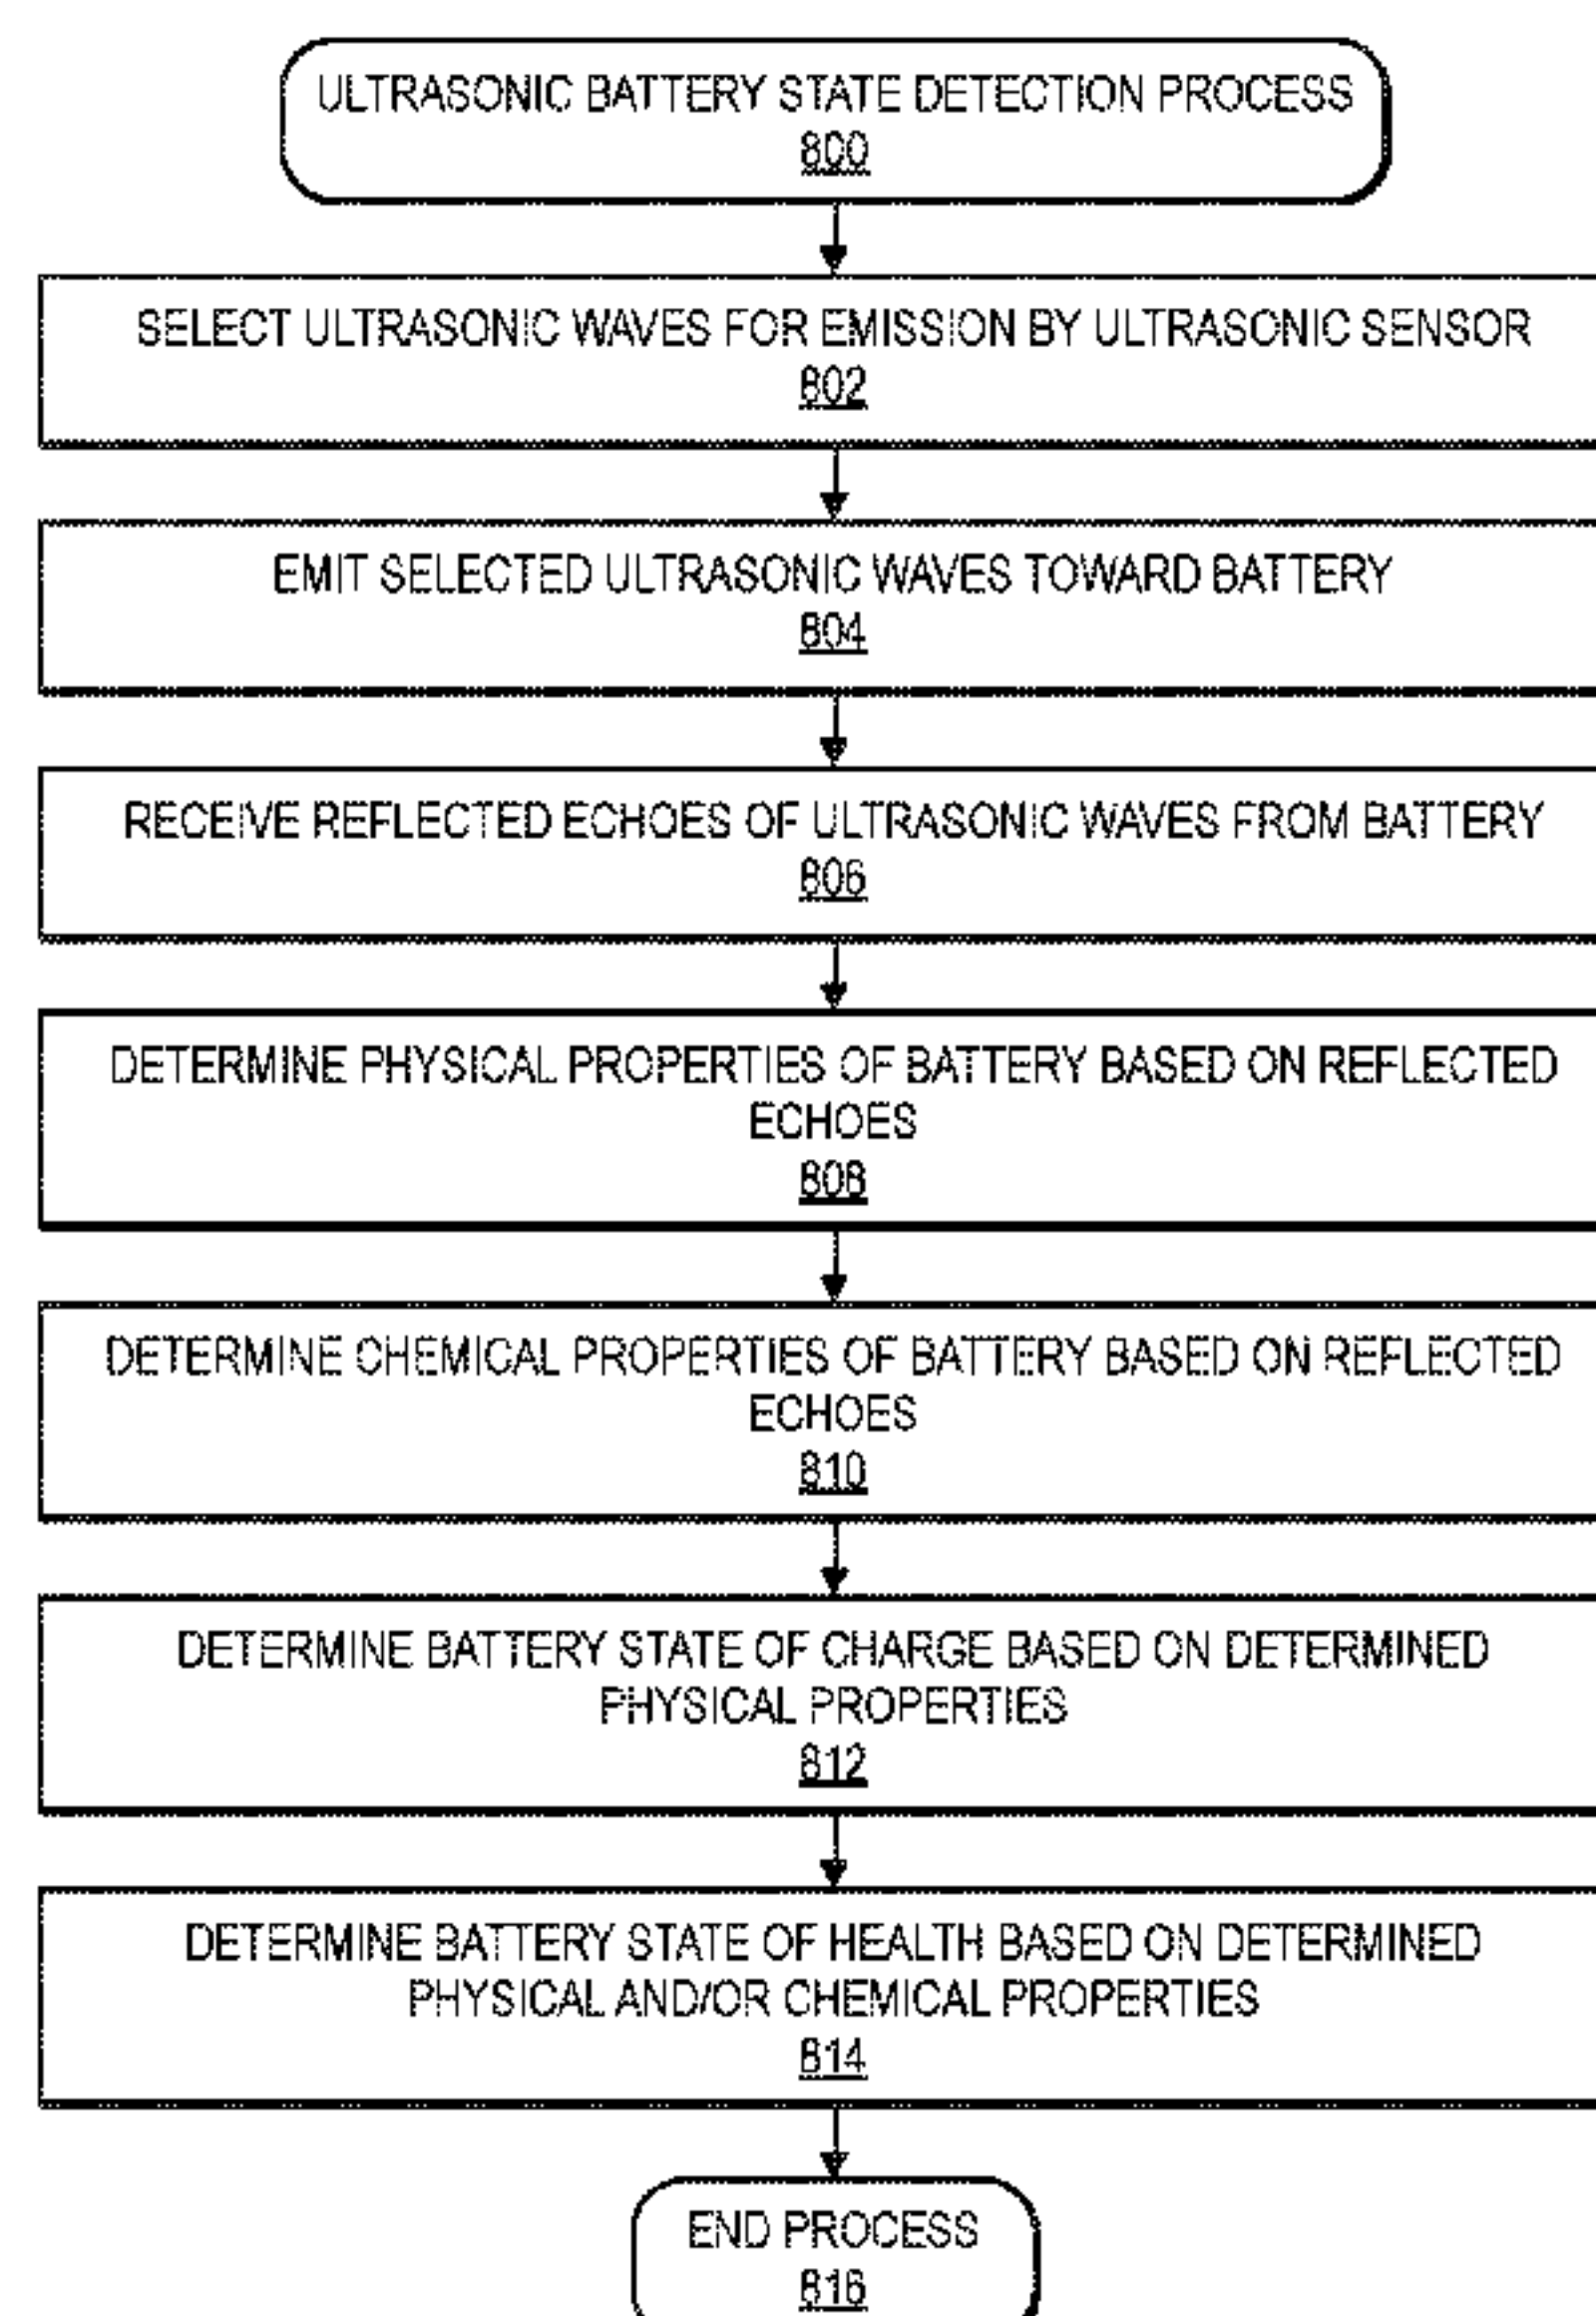 ULTRASONIC BATTERY STATE DETECTION PROCESS
800
SELECT ULTRASONIC WAVES FOR EMISSION BY ULTRASONIC SENSOR
802
EMIT SELECTED ULTRASONIC WAVES TOWARD BATTERY
804
RECEIVE REFLECTED ECHOES OF ULTRASONIC WAVES FROM BATTERY
806
DETERMINE PHYSICAL PROPERTIES OF BATTERY BASED ON REFLECTED
ECHOES
808
DETERMINE CHEMICAL PROPERTIES OF BATTERY BASED ON REFLECTED
ECHOES
810
DETERMINE BATTERY STATE OF CHARGE BASED ON DETERMINED
PHYSICAL PROPERTIES
812
DETERMINE BATTERY STATE OF HEALTH BASED ON DETERMINED
PHYSICAL AND/OR CHEMICAL PROPERTIES
814
END PROCESS
816